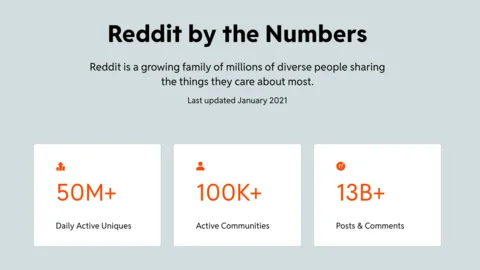 Reddit by the Numbers
Reddit is a growing family of millions of diverse people sharing
the things they care about most.
Last updated January 2021
50M+
Daily Active Uniques
100K+
Active Communities
13B+
Posts & Comments